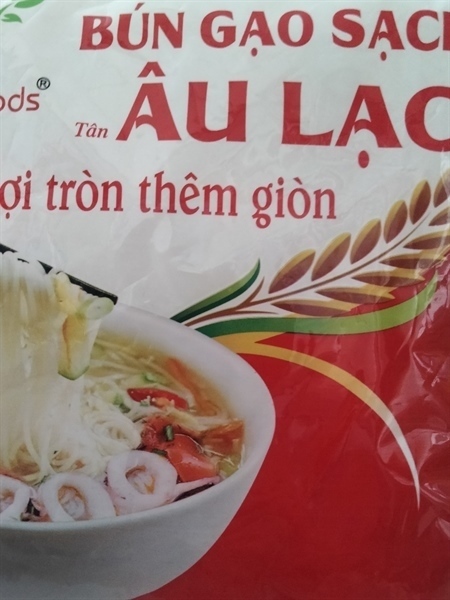 BÚN GẠO SẠC
ods®
Tân ÂU LẠC
ợi tròn thêm giòn